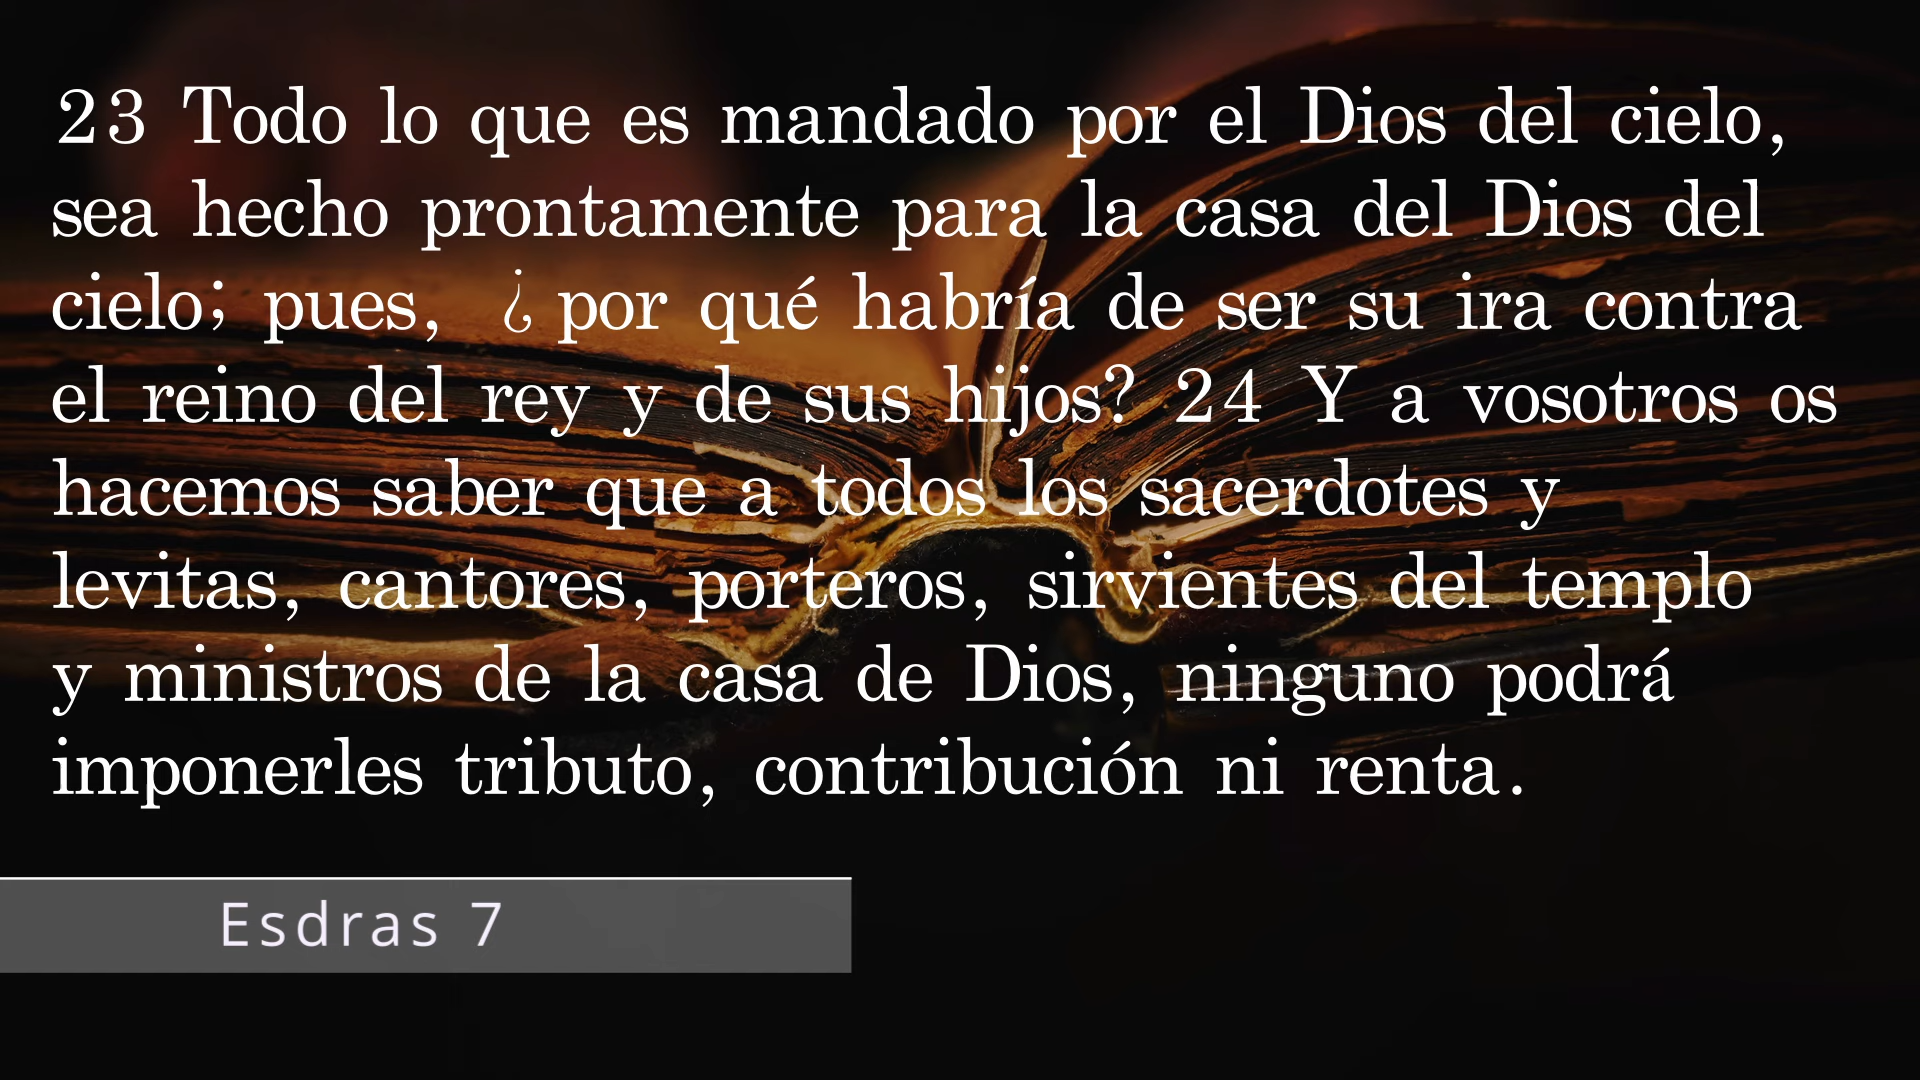 23 Todo lo que es mandado por el Dios del cielo,
sea hecho prontamente para la casa del Dios del
cielo; pues, ¿ por qué habría de ser su ira contra
el reino del rey y de sus hijos? 24 Y a vosotros os
hacemos saber que a todos los sacerdotes y
levitas, cantores, porteros, sirvientes del templo
y ministros de la casa de Dios, ninguno podrá
imponerles tributo, contribución ni renta.
Esdras 7